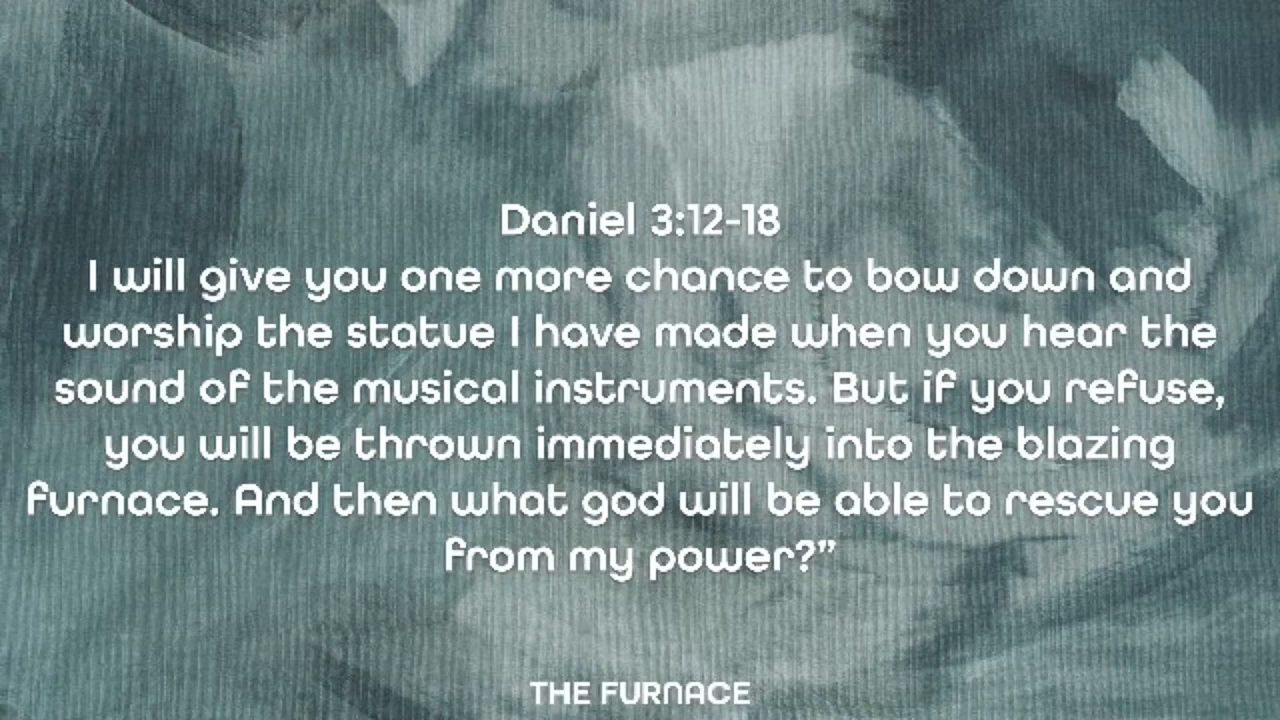 Daniel 3:12-18
I will give you one more chance to bow down and
worship the statue I have made when you hear the
sound of the musical instruments. But if you refuse,
you will be thrown immediately into the blazing
furnace. And then what god will be able to rescue you
from my power?”
THE FURNACE